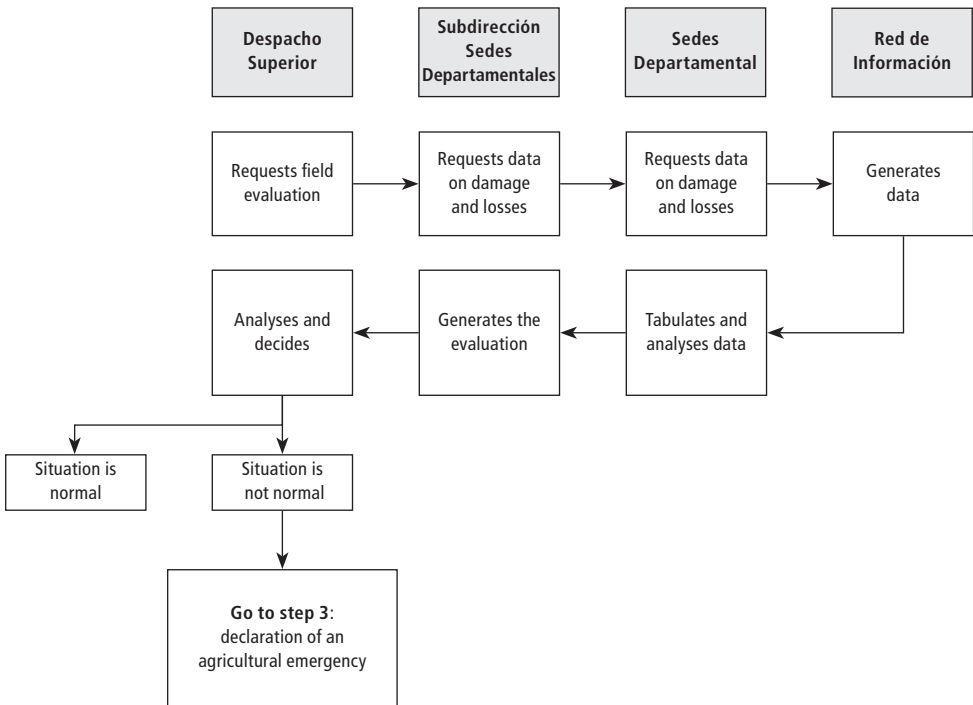 Despacho
Superior
Subdirección
Sedes
Departamentales
Sedes
Departamental
Red de
Información
Requests field
evaluation
Requests data
on damage
and losses
Requests data
on damage
and losses
Generates
data
Analyses and
decides
Generates the
evaluation
Tabulates and
analyses data
Situation is
normal
Situation is
not normal
Go to step 3:
declaration of an
agricultural emergency